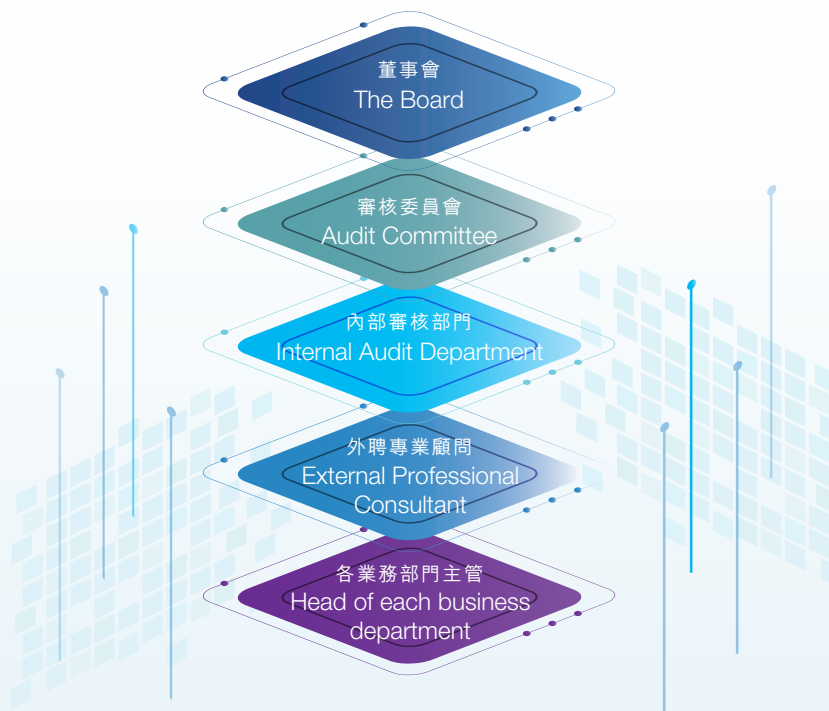 董事會
The Board
審核委員會
Audit Committee
內部審核部門
Internal Audit Department
外聘專業顧問
External Professional
Consultant
各業務部門主管
Head of each business
department